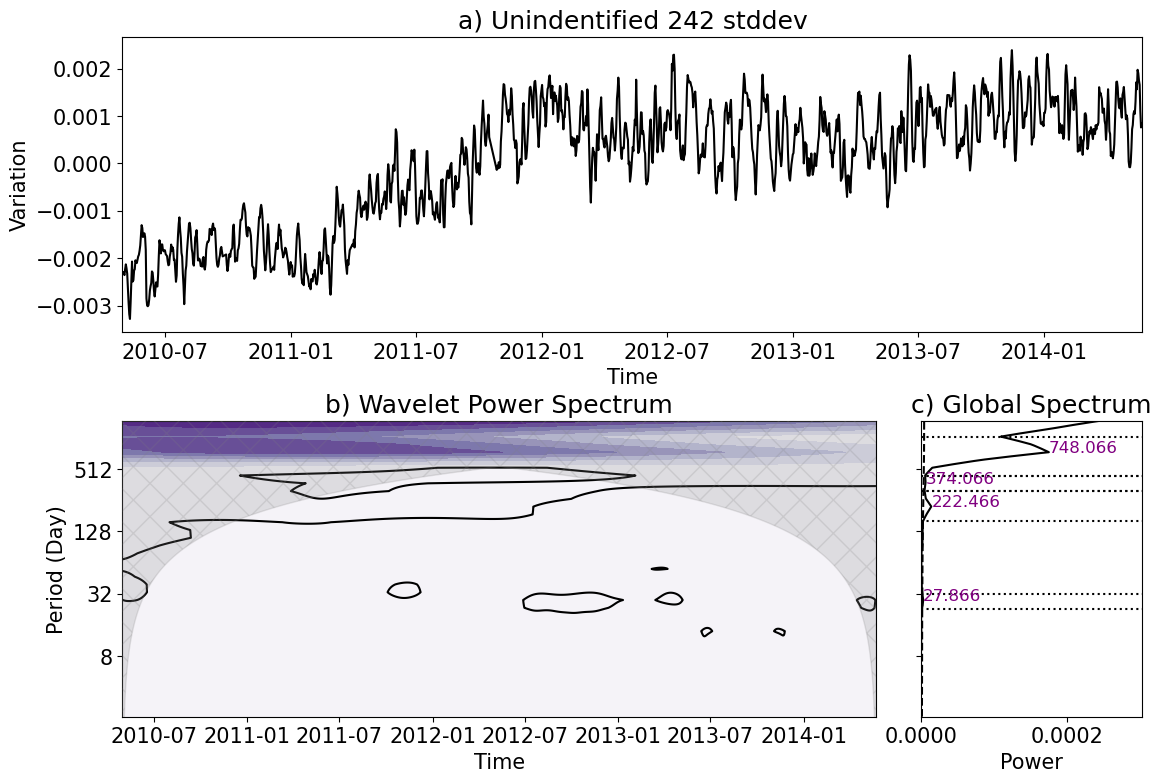 a) Unindentified 242 stddev
Variation
0.002
0.001
0.000
−0.001
−0.002
−0.003
2010-07 2011-01 2011-07 2012-01 2012-07 2013-01 2013-07 2014-01
Time
b) Wavelet Power Spectrum
Period (Day)
512
128
32
8
2010-07 2011-01 2011-07 2012-01 2012-07 2013-01 2013-07 2014-01
Time
c) Global Spectrum
748.066
374.066
222.466
27.866
0.0000 0.0002
Power